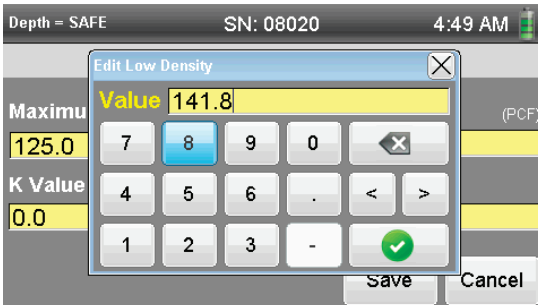 Depth = SAFE SN: 08020 4:49 AM
Edit Low Density
Value 141.8
Maximu (PCF)
125.0
7 8 9 0
K Value
4 5 6 . < >
0.0
1 2 3 -
Save Cancel